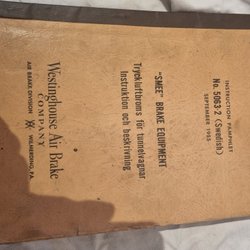 INSTRUCTION PAMPHLET
No. 5063-2 (Swedish)
SEPTEMBER 1955
"SMEE" BRAKE EQUIPMENT
Tryckluftbroms för tunnelvagnar
Instruktion och beskrivning
Westinghouse Air Brake
COMPANY
AIR BRAKE DIVISION
WILMERDING, PA.